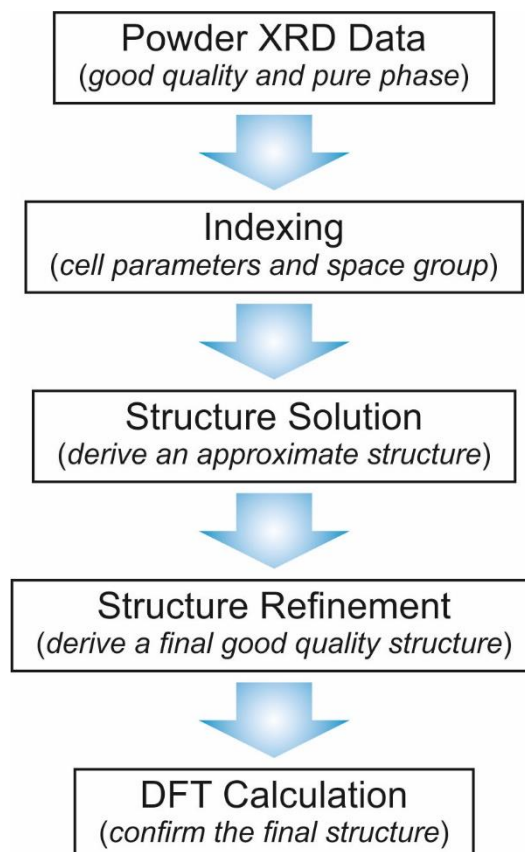 Powder XRD Data
(good quality and pure phase)
Indexing
(cell parameters and space group)
Structure Solution
(derive an approximate structure)
Structure Refinement
(derive a final good quality structure)
DFT Calculation
(confirm the final structure)